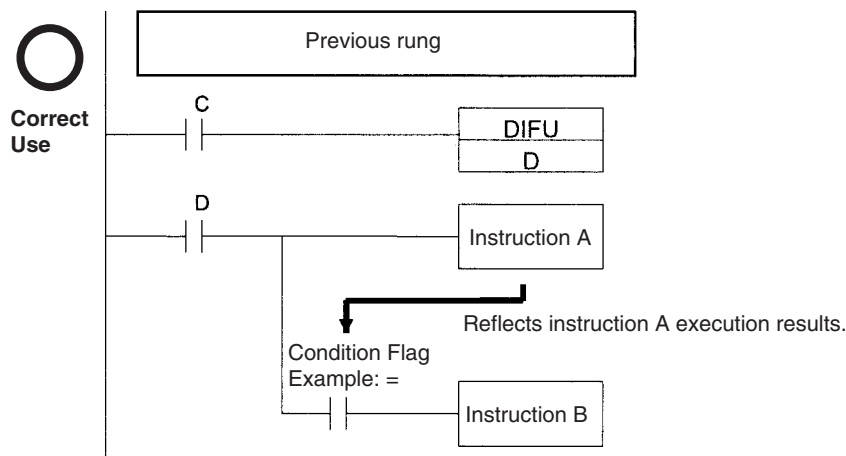 Previous rung
Correct
Use
C
DIFU
D
D
Instruction A
Reflects instruction A execution results.
Condition Flag
Example: =
Instruction B